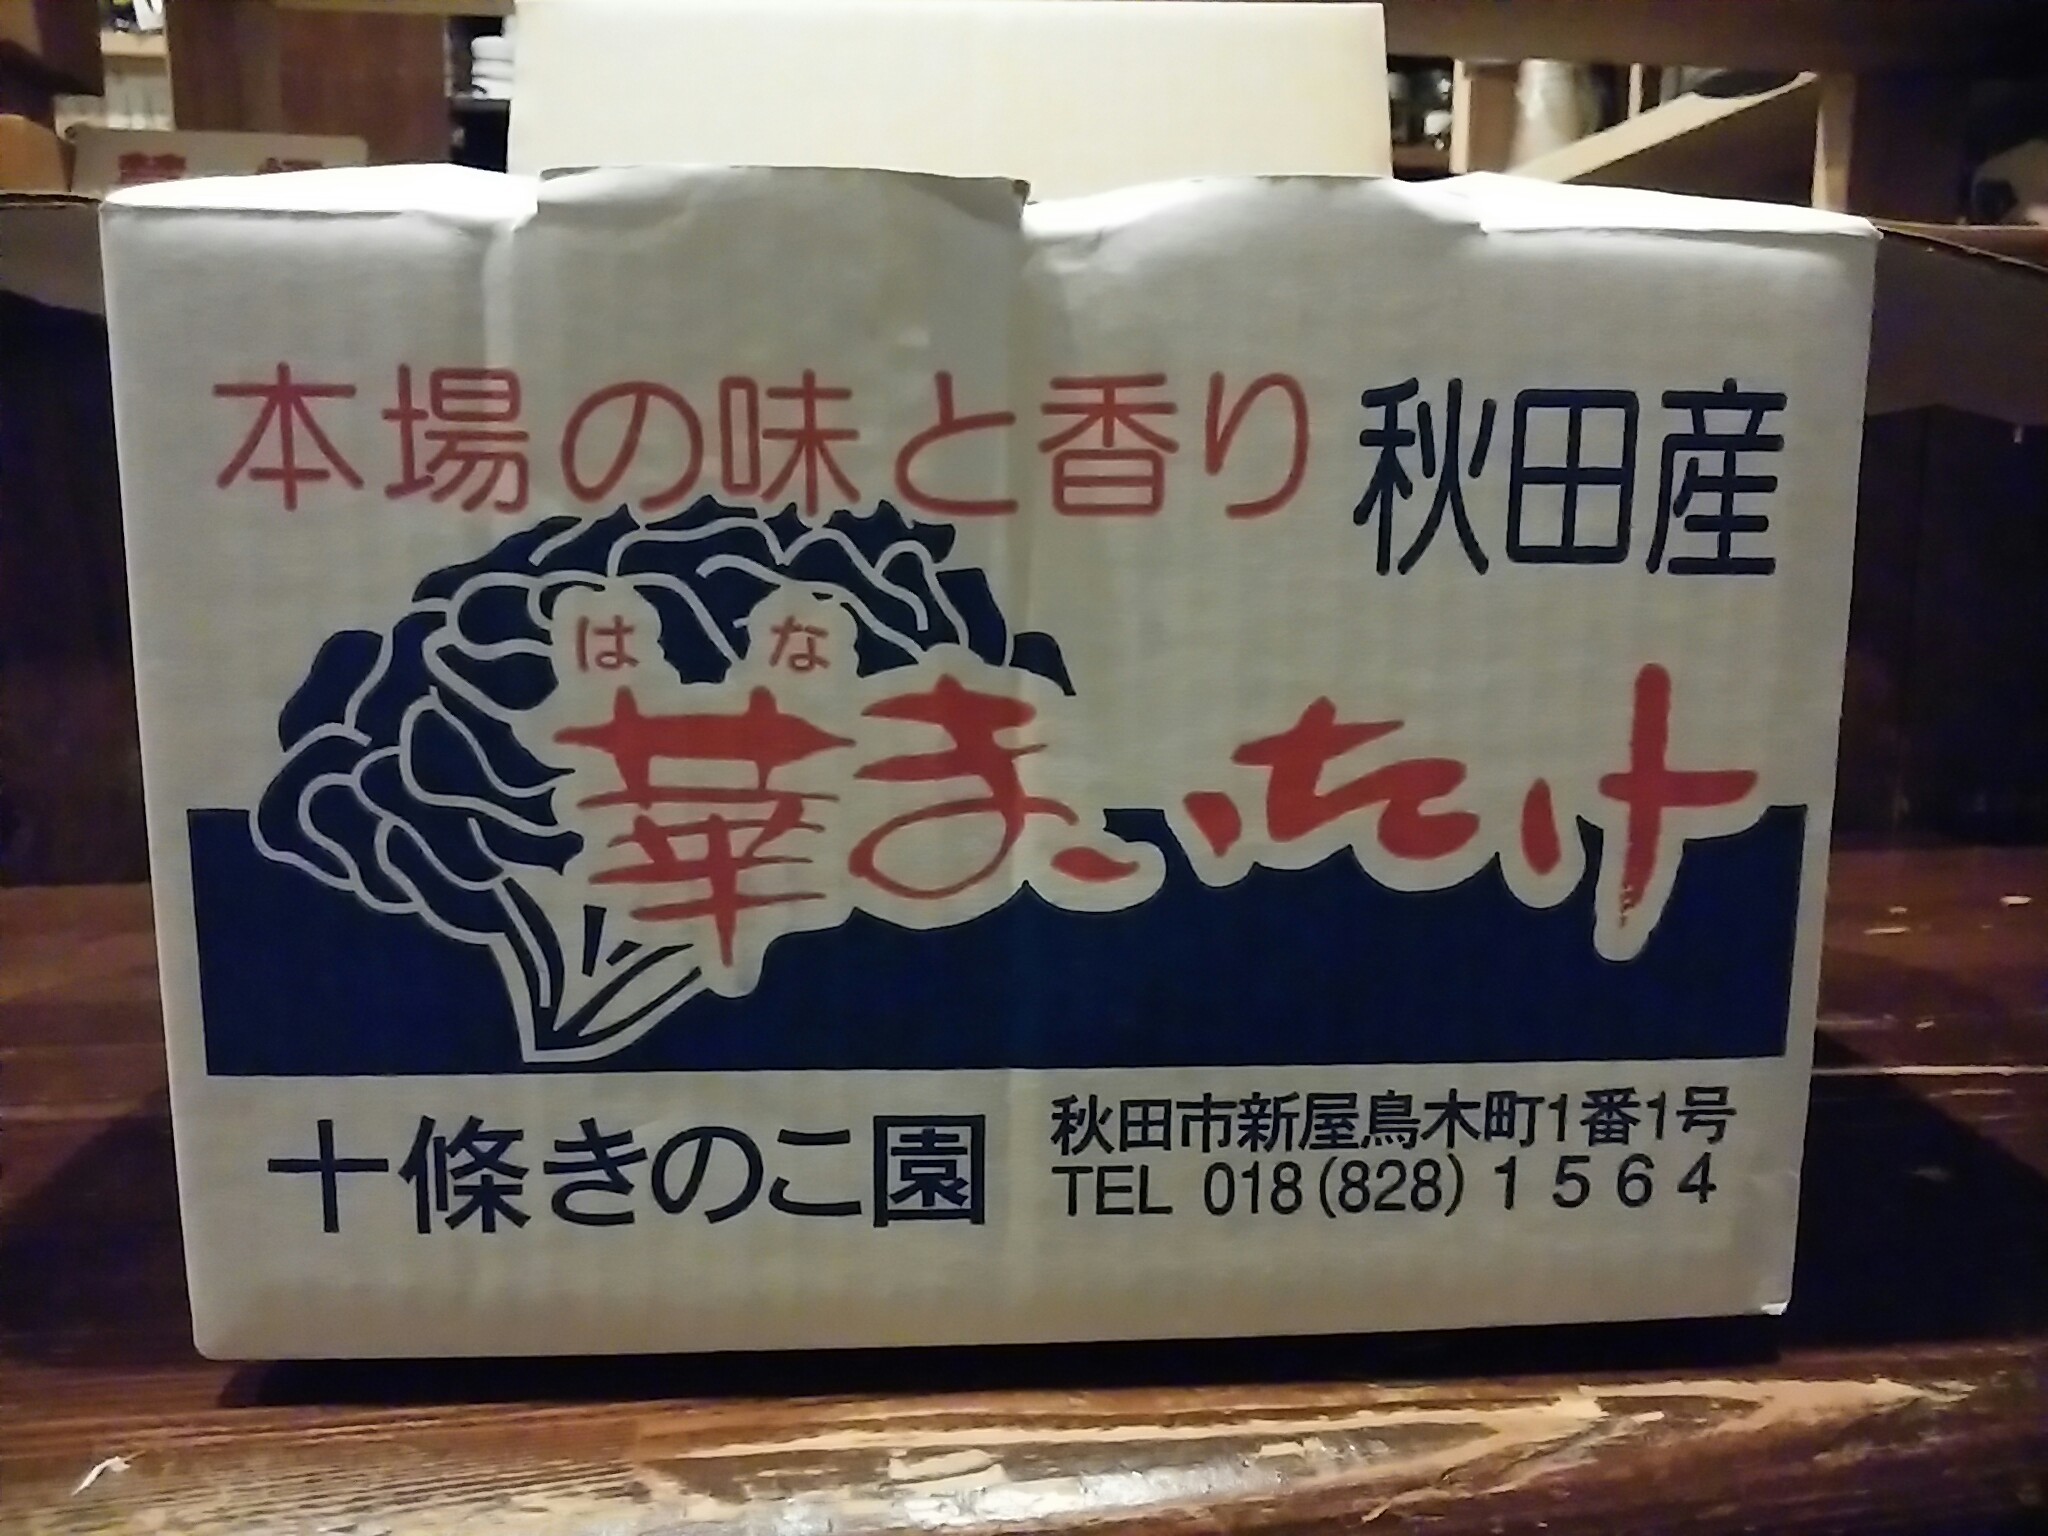 本場の味と香り 秋田産
はな
華まいたけ
十條きのこ園
秋田市新屋鳥木町1番1号
TEL 018(828)1564